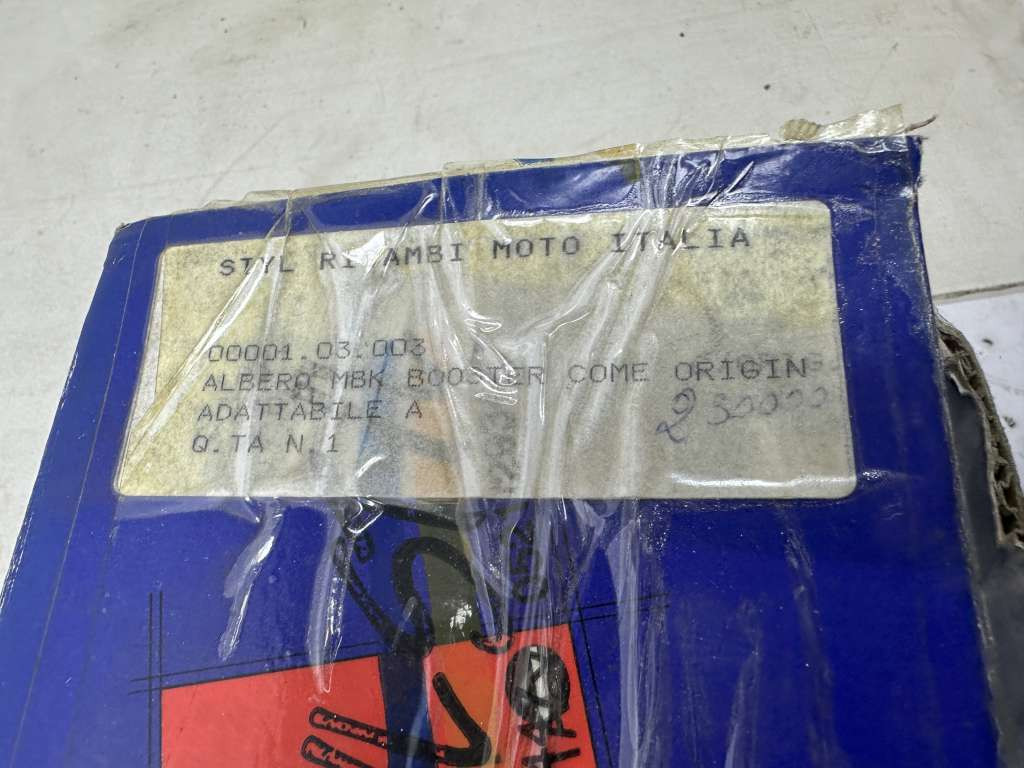 STYL RICAMBI MOTO ITALIA
00001.03.003
ALBERO MBK BOOSTER COME ORIGIN
ADATTABILE A
Q.TA N.1